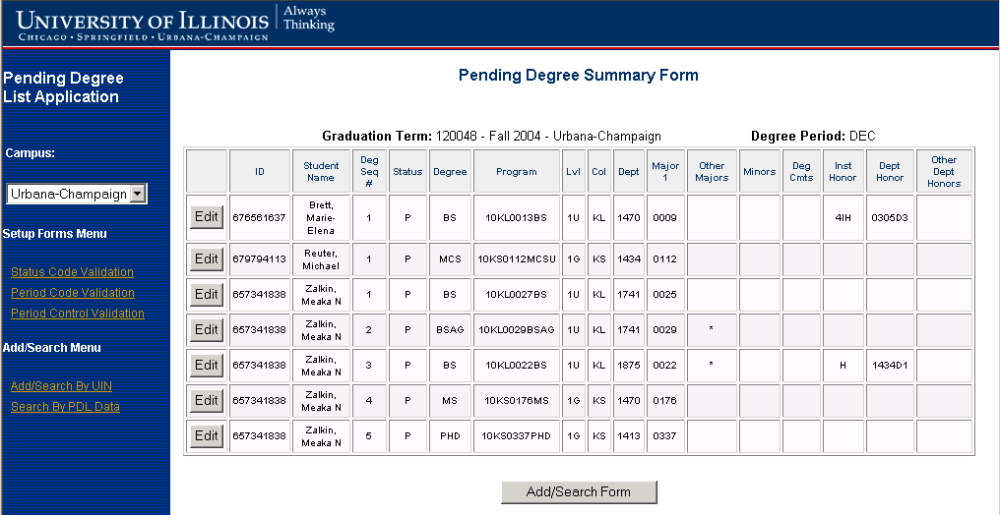 UNIVERSITY OF ILLINOIS Always Thinking
CHICAGO • SPRINGFIELD • URBANA-CHAMPAIGN
Pending Degree
List Application
Campus:
Urbana-Champaign
Setup Forms Menu
Status Code Validation
Period Code Validation
Period Control Validation
Add/Search Menu
Add/Search By UIN
Search By PDL Data
Pending Degree Summary Form
Graduation Term: 120048 - Fall 2004 - Urbana-Champaign Degree Period: DEC
ID Student Name Deg Seq # Status Degree Program Lvl Col Dept Major 1 Other Majors Minors Deg Cmts Inst Honor Dept Honor Other Dept Honors
Edit 676561637 Brett, Marie-Elena 1 P BS 10KL0013BS 1U KL 1470 0009 4IH 0305D3
Edit 679794113 Reuter, Michael 1 P MCS 10KS0112MCSU 1G KS 1434 0112
Edit 657341838 Zalkin, Meaka N 1 P BS 10KL0027BS 1U KL 1741 0025
Edit 657341838 Zalkin, Meaka N 2 P BSAG 10KL0029BSAG 1U KL 1741 0029 *
Edit 657341838 Zalkin, Meaka N 3 P BS 10KL0022BS 1U KL 1875 0022 * H 1434D1
Edit 657341838 Zalkin, Meaka N 4 P MS 10KS0176MS 1G KS 1470 0176
Edit 657341838 Zalkin, Meaka N 5 P PHD 10KS0337PHD 1G KS 1413 0337
Add/Search Form